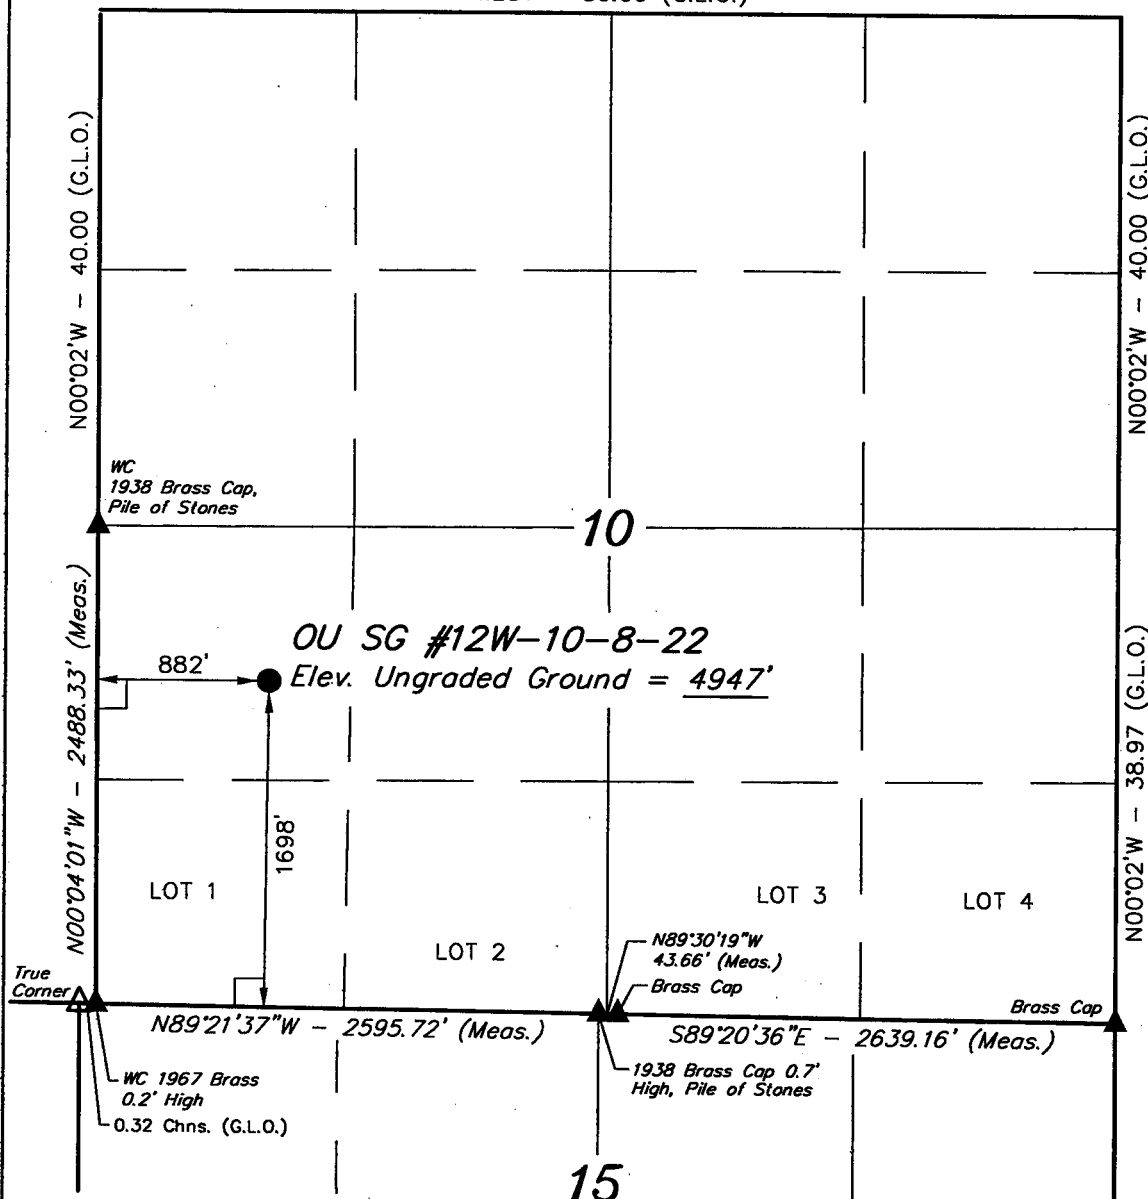 (G.L.O.)
N00°02'W - 40.00 (G.L.O.)
N00°02'W - 40.00 (G.L.O.)
WC
1938 Brass Cap,
Pile of Stones
10
N00°04'01"W - 2488.33' (Meas.)
OU SG #12W-10-8-22
Elev. Ungraded Ground = 4947'
882'
1698'
N00°02'W - 38.97 (G.L.O.)
LOT 1
LOT 2
LOT 3
LOT 4
N89°30'19"W
43.66' (Meas.)
Brass Cap
True
Corner
Brass Cap
N89°21'37"W - 2595.72' (Meas.)
S89°20'36"E - 2639.16' (Meas.)
WC 1967 Brass
0.2' High
0.32 Chns. (G.L.O.)
1938 Brass Cap 0.7'
High, Pile of Stones
15